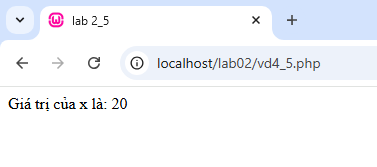 lab 2_5
localhost/lab02/vd4_5.php
Giá trị của x là: 20